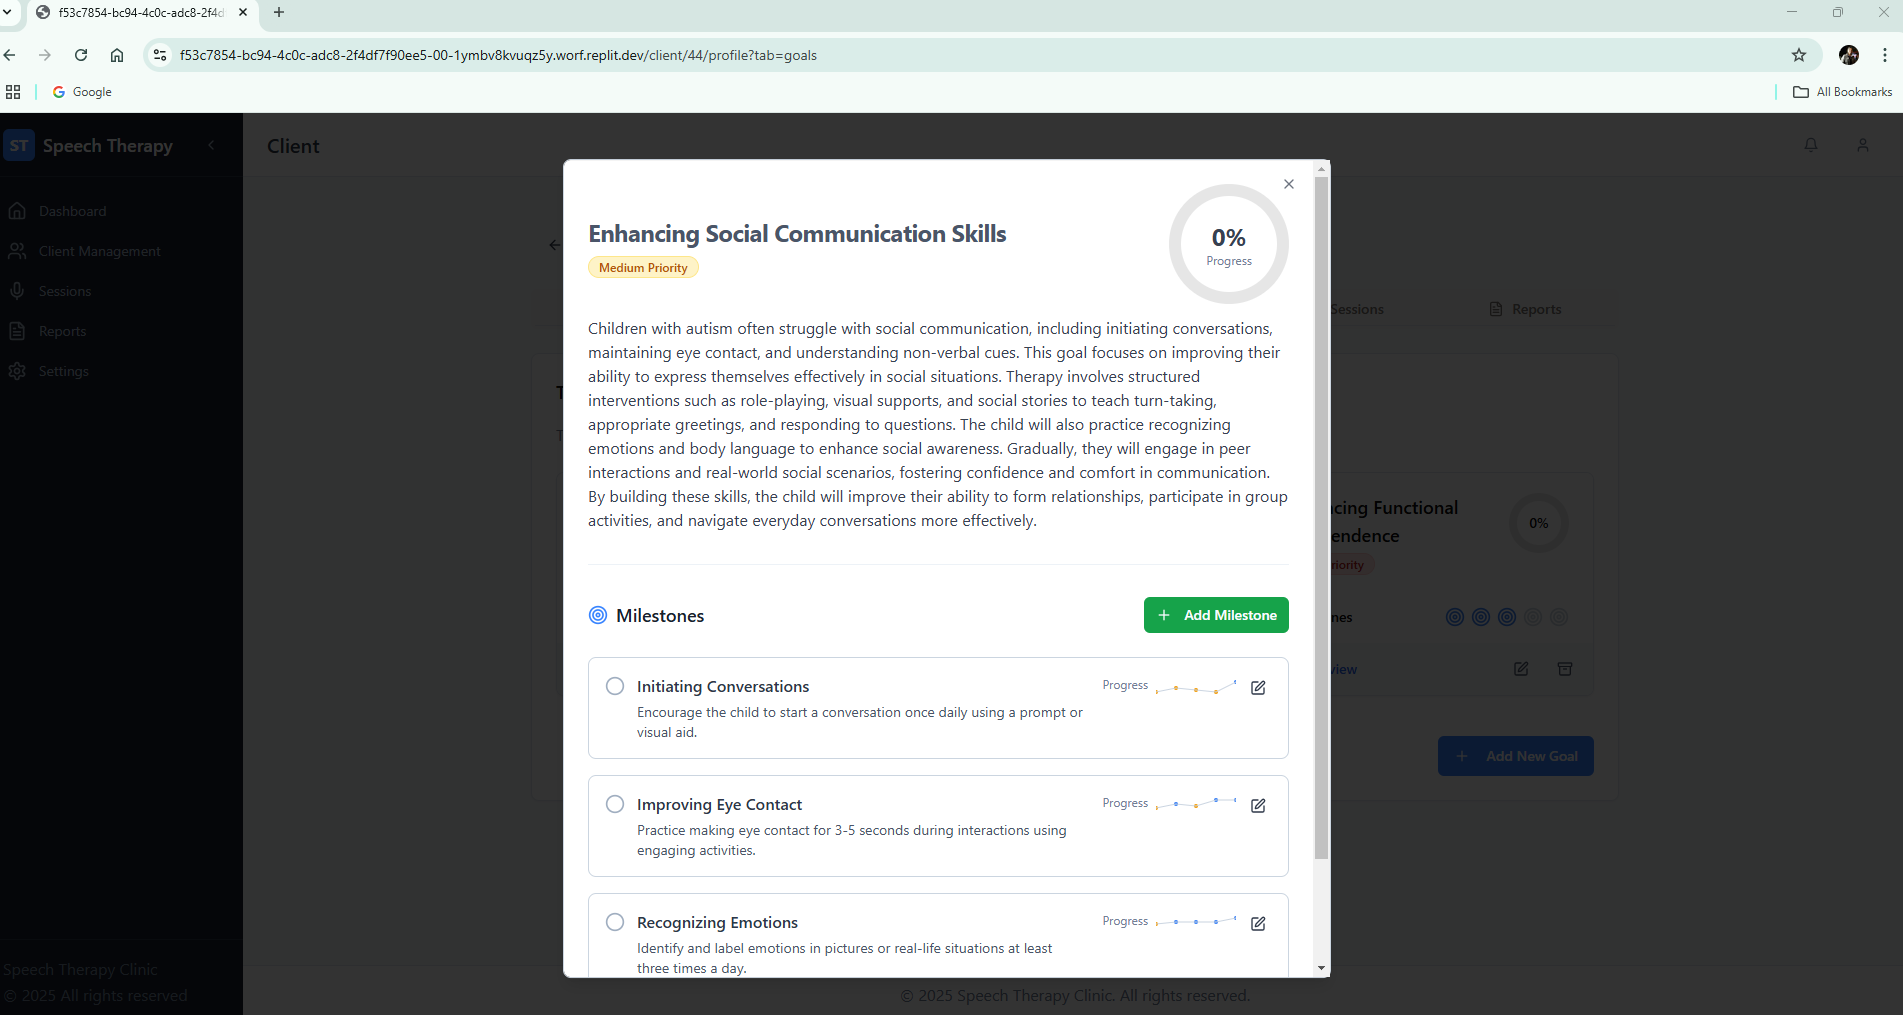 f53c7854-bc94-4c0c-adc8-2f4d
f53c7854-bc94-4c0c-adc8-2f4df7f90ee5-00-1ymbv8kvuqz5y.worf.replit.dev/client/44/profile?tab=goals
Google
All Bookmarks
ST Speech Therapy
Client
Dashboard
Client Management
Sessions
Reports
Settings
Speech Therapy Clinic
© 2025 All rights reserved
Enhancing Social Communication Skills
Medium Priority
0%
Progress
Children with autism often struggle with social communication, including initiating conversations,
maintaining eye contact, and understanding non-verbal cues. This goal focuses on improving their
ability to express themselves effectively in social situations. Therapy involves structured
interventions such as role-playing, visual supports, and social stories to teach turn-taking,
appropriate greetings, and responding to questions. The child will also practice recognizing
emotions and body language to enhance social awareness. Gradually, they will engage in peer
interactions and real-world social scenarios, fostering confidence and comfort in communication.
By building these skills, the child will improve their ability to form relationships, participate in group
activities, and navigate everyday conversations more effectively.
Milestones
+ Add Milestone
Initiating Conversations
Progress
Encourage the child to start a conversation once daily using a prompt or
visual aid.
Improving Eye Contact
Progress
Practice making eye contact for 3-5 seconds during interactions using
engaging activities.
Recognizing Emotions
Progress
Identify and label emotions in pictures or real-life situations at least
three times a day.
Sessions
Reports
cing Functional
endence
0%
riority
nes
view
+ Add New Goal
© 2025 Speech Therapy Clinic. All rights reserved.